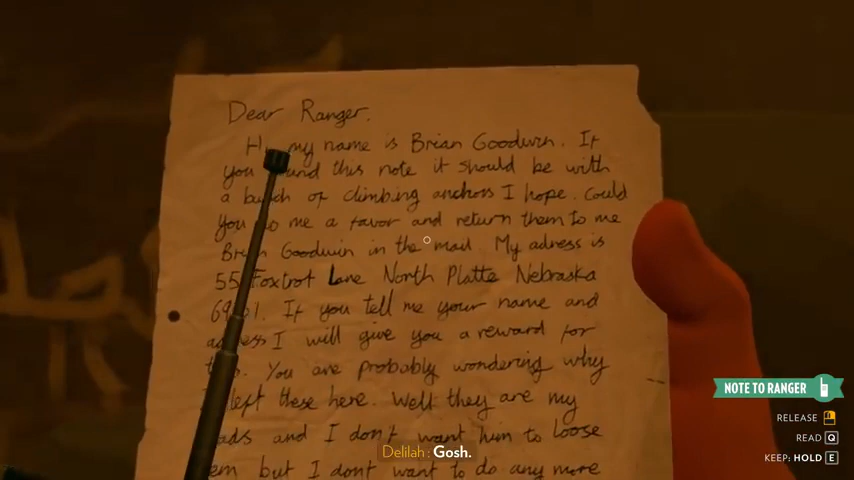 Dear Ranger.
my name is Brian Goodwin. If
you this note it should be with
a of climbing anchors I hope. Could
you me a favor and return them to me
Brian Goodwin in the mail. My adress is
55 Foxtrot Lane North Platte Nebraska
If you tell me your name and
I will give you a reward for
You are probably wondering why
left these here. Well they are my
and I don't want him to loose
but I dont want to do any more
NOTE TO RANGER
RELEASE
READ Q
KEEP: HOLD E
Delilah: Gosh.